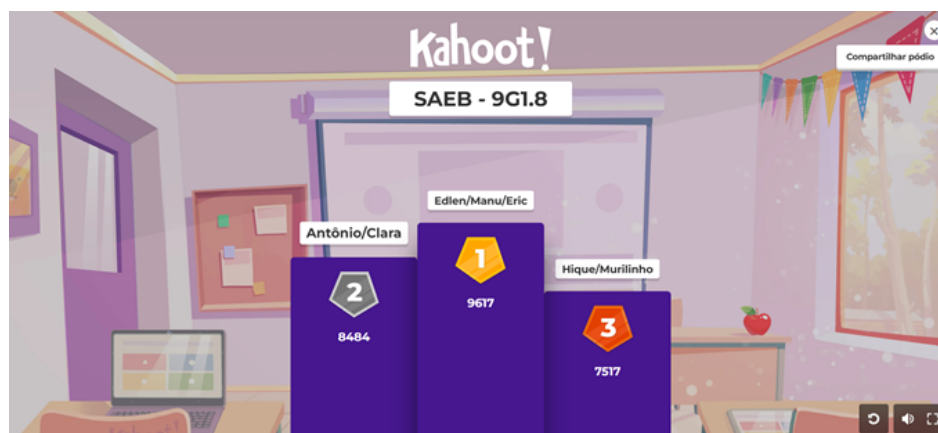 Kahoot!
Compartilhar pódio
SAEB - 9G1.8
Edlen/Manu/Eric
Antônio/Clara
Hique/Murilinho
1
9617
2
8484
3
7517